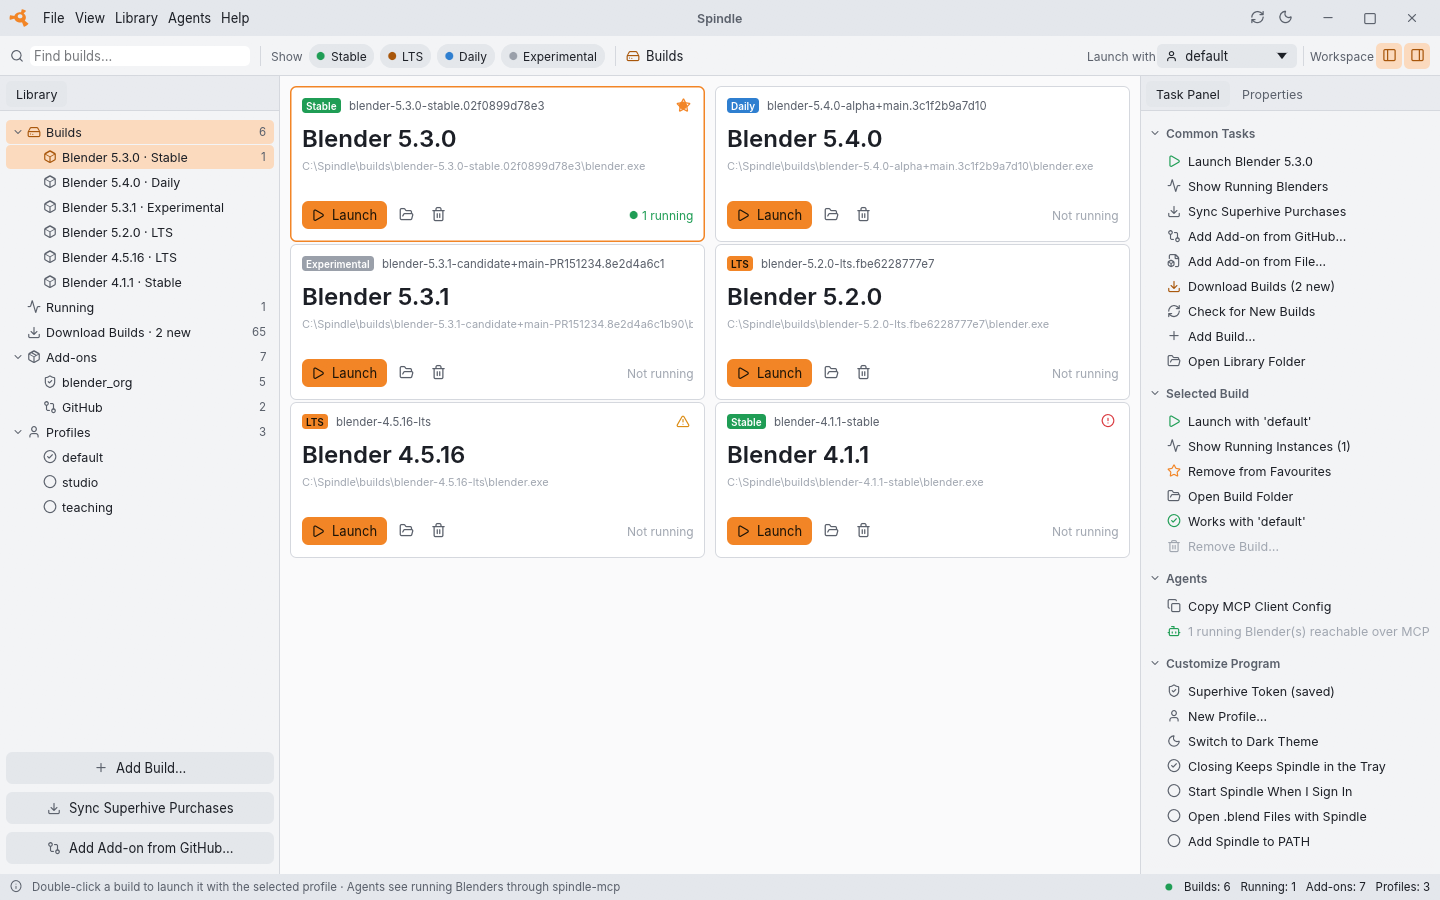 File View Library Agents Help
Spindle
Find builds...
Show Stable LTS Daily Experimental
Builds
Launch with default
Workspace
Library
Builds 6
Blender 5.3.0 · Stable 1
Blender 5.4.0 · Daily
Blender 5.3.1 · Experimental
Blender 5.2.0 · LTS
Blender 4.5.16 · LTS
Blender 4.1.1 · Stable
Running 1
Download Builds · 2 new 65
Add-ons 7
blender_org 5
GitHub 2
Profiles 3
default
studio
teaching
Add Build...
Sync Superhive Purchases
Add Add-on from GitHub...
Stable blender-5.3.0-stable.02f0899d78e3
Blender 5.3.0
C:\Spindle\builds\blender-5.3.0-stable.02f0899d78e3\blender.exe
Launch 1 running
Daily blender-5.4.0-alpha+main.3c1f2b9a7d10
Blender 5.4.0
C:\Spindle\builds\blender-5.4.0-alpha+main.3c1f2b9a7d10\blender.exe
Launch Not running
Experimental blender-5.3.1-candidate+main-PR151234.8e2d4a6c1
Blender 5.3.1
C:\Spindle\builds\blender-5.3.1-candidate+main-PR151234.8e2d4a6c1b90\b
Launch Not running
LTS blender-5.2.0-lts.fbe6228777e7
Blender 5.2.0
C:\Spindle\builds\blender-5.2.0-lts.fbe6228777e7\blender.exe
Launch Not running
LTS blender-4.5.16-lts
Blender 4.5.16
C:\Spindle\builds\blender-4.5.16-lts\blender.exe
Launch Not running
Stable blender-4.1.1-stable
Blender 4.1.1
C:\Spindle\builds\blender-4.1.1-stable\blender.exe
Launch Not running
Task Panel Properties
Common Tasks
Launch Blender 5.3.0
Show Running Blenders
Sync Superhive Purchases
Add Add-on from GitHub...
Add Add-on from File...
Download Builds (2 new)
Check for New Builds
Add Build...
Open Library Folder
Selected Build
Launch with 'default'
Show Running Instances (1)
Remove from Favourites
Open Build Folder
Works with 'default'
Remove Build...
Agents
Copy MCP Client Config
1 running Blender(s) reachable over MCP
Customize Program
Superhive Token (saved)
New Profile...
Switch to Dark Theme
Closing Keeps Spindle in the Tray
Start Spindle When I Sign In
Open .blend Files with Spindle
Add Spindle to PATH
Double-click a build to launch it with the selected profile · Agents see running Blenders through spindle-mcp
Builds: 6 Running: 1 Add-ons: 7 Profiles: 3